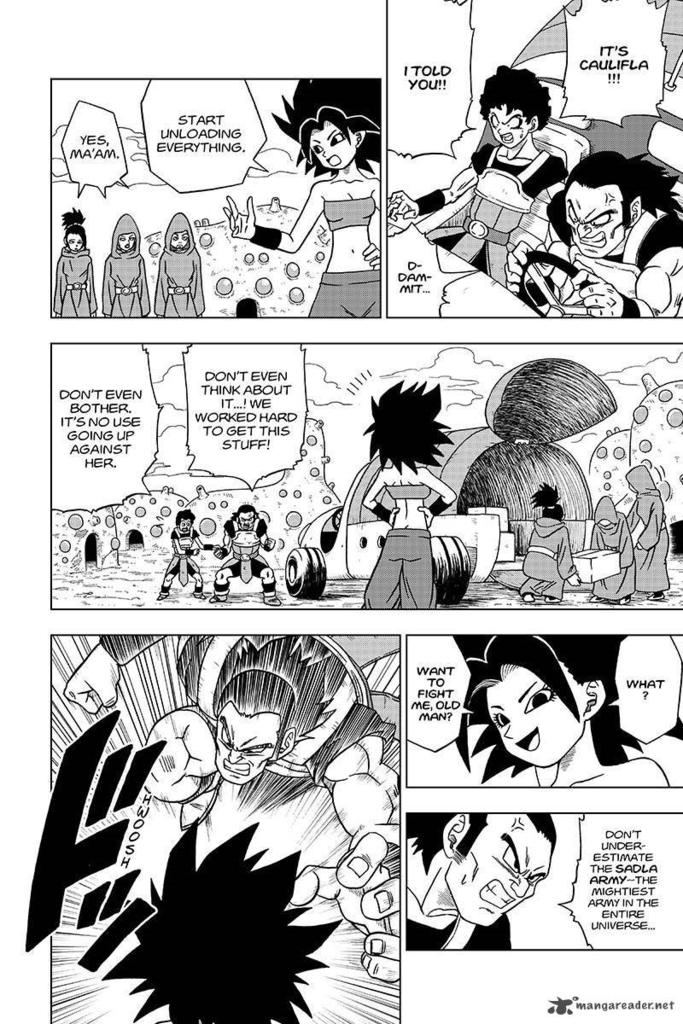 IT'S
CAULIFLA
!!!
I TOLD
YOU!!
D-
DAM-
MIT...
START
UNLOADING
EVERYTHING.
YES,
MA'AM.
DON'T EVEN
THINK ABOUT
IT...! WE
WORKED HARD
TO GET THIS
STUFF!
DON'T EVEN
BOTHER.
IT'S NO USE
GOING UP
AGAINST
HER.
WHAT
?
WANT
TO
FIGHT
ME, OLD
MAN?
DON'T
UNDER-
ESTIMATE
THE SADLA
ARMY--THE
MIGHTIEST
ARMY IN THE
ENTIRE
UNIVERSE...
HWOOSH
mangareader.net